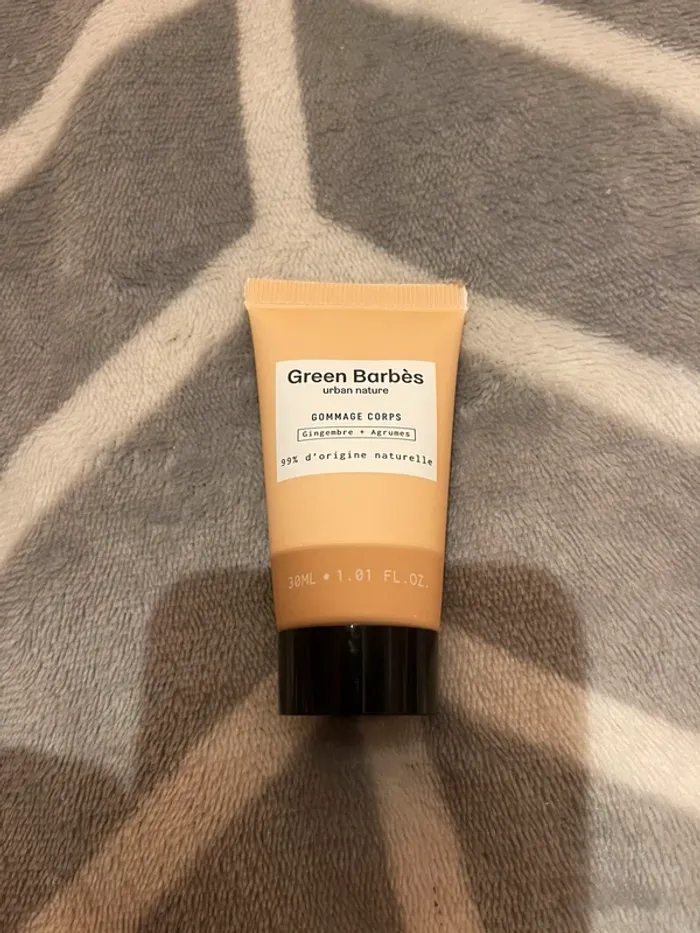 Green Barbès
urban nature
GOMMAGE CORPS
Gingembre + Agrumes
99% d'origine naturelle
30ML • 1.01 FL.OZ.